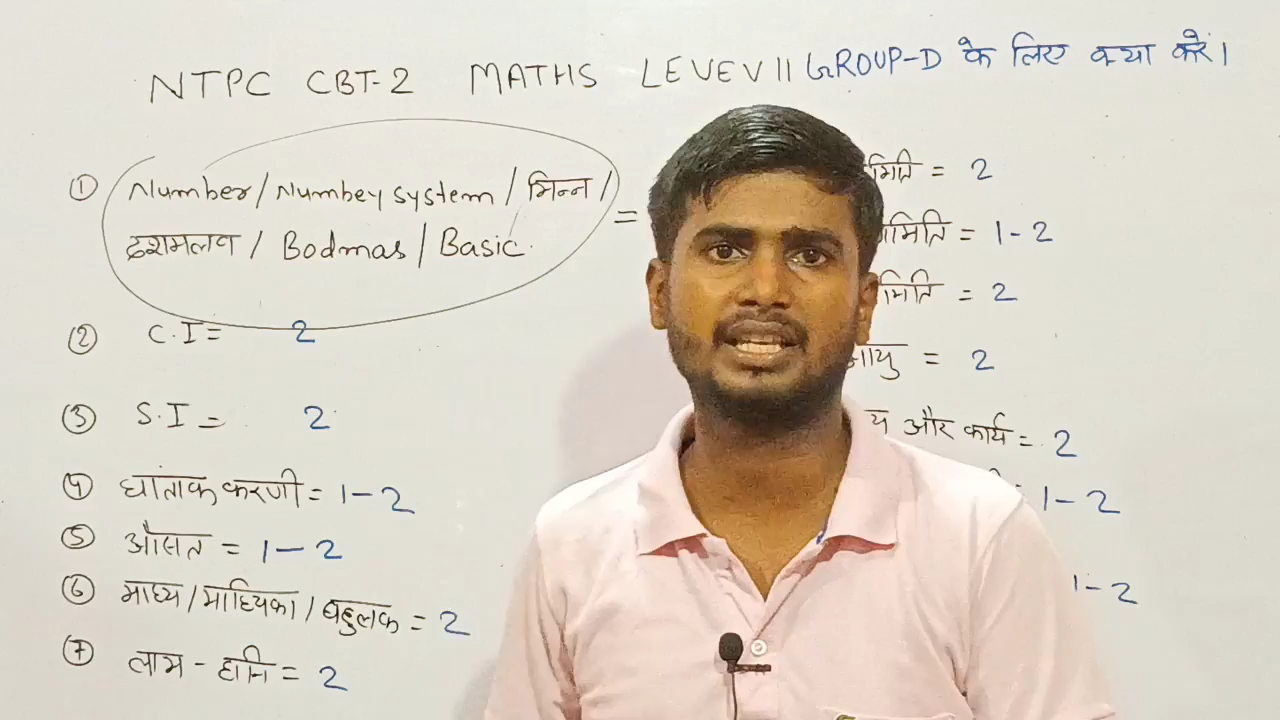 NTPC CBT-2 MATHS LEVEV II GROUP-D के लिए क्या करें।
① Number/Number system/भिन्न/
दशमलव/Bodmas/Basic. =
② C.I = 2
③ S.I = 2
④ घांताक करणी = 1-2
⑤ औसत = 1-2
⑥ माध्य/माध्यिका/बहुलक = 2
⑦ लाभ - हानि = 2
मिति = 2
मिति = 1-2
मिति = 2
आयु = 2
य और कार्य = 2
1-2
1-2